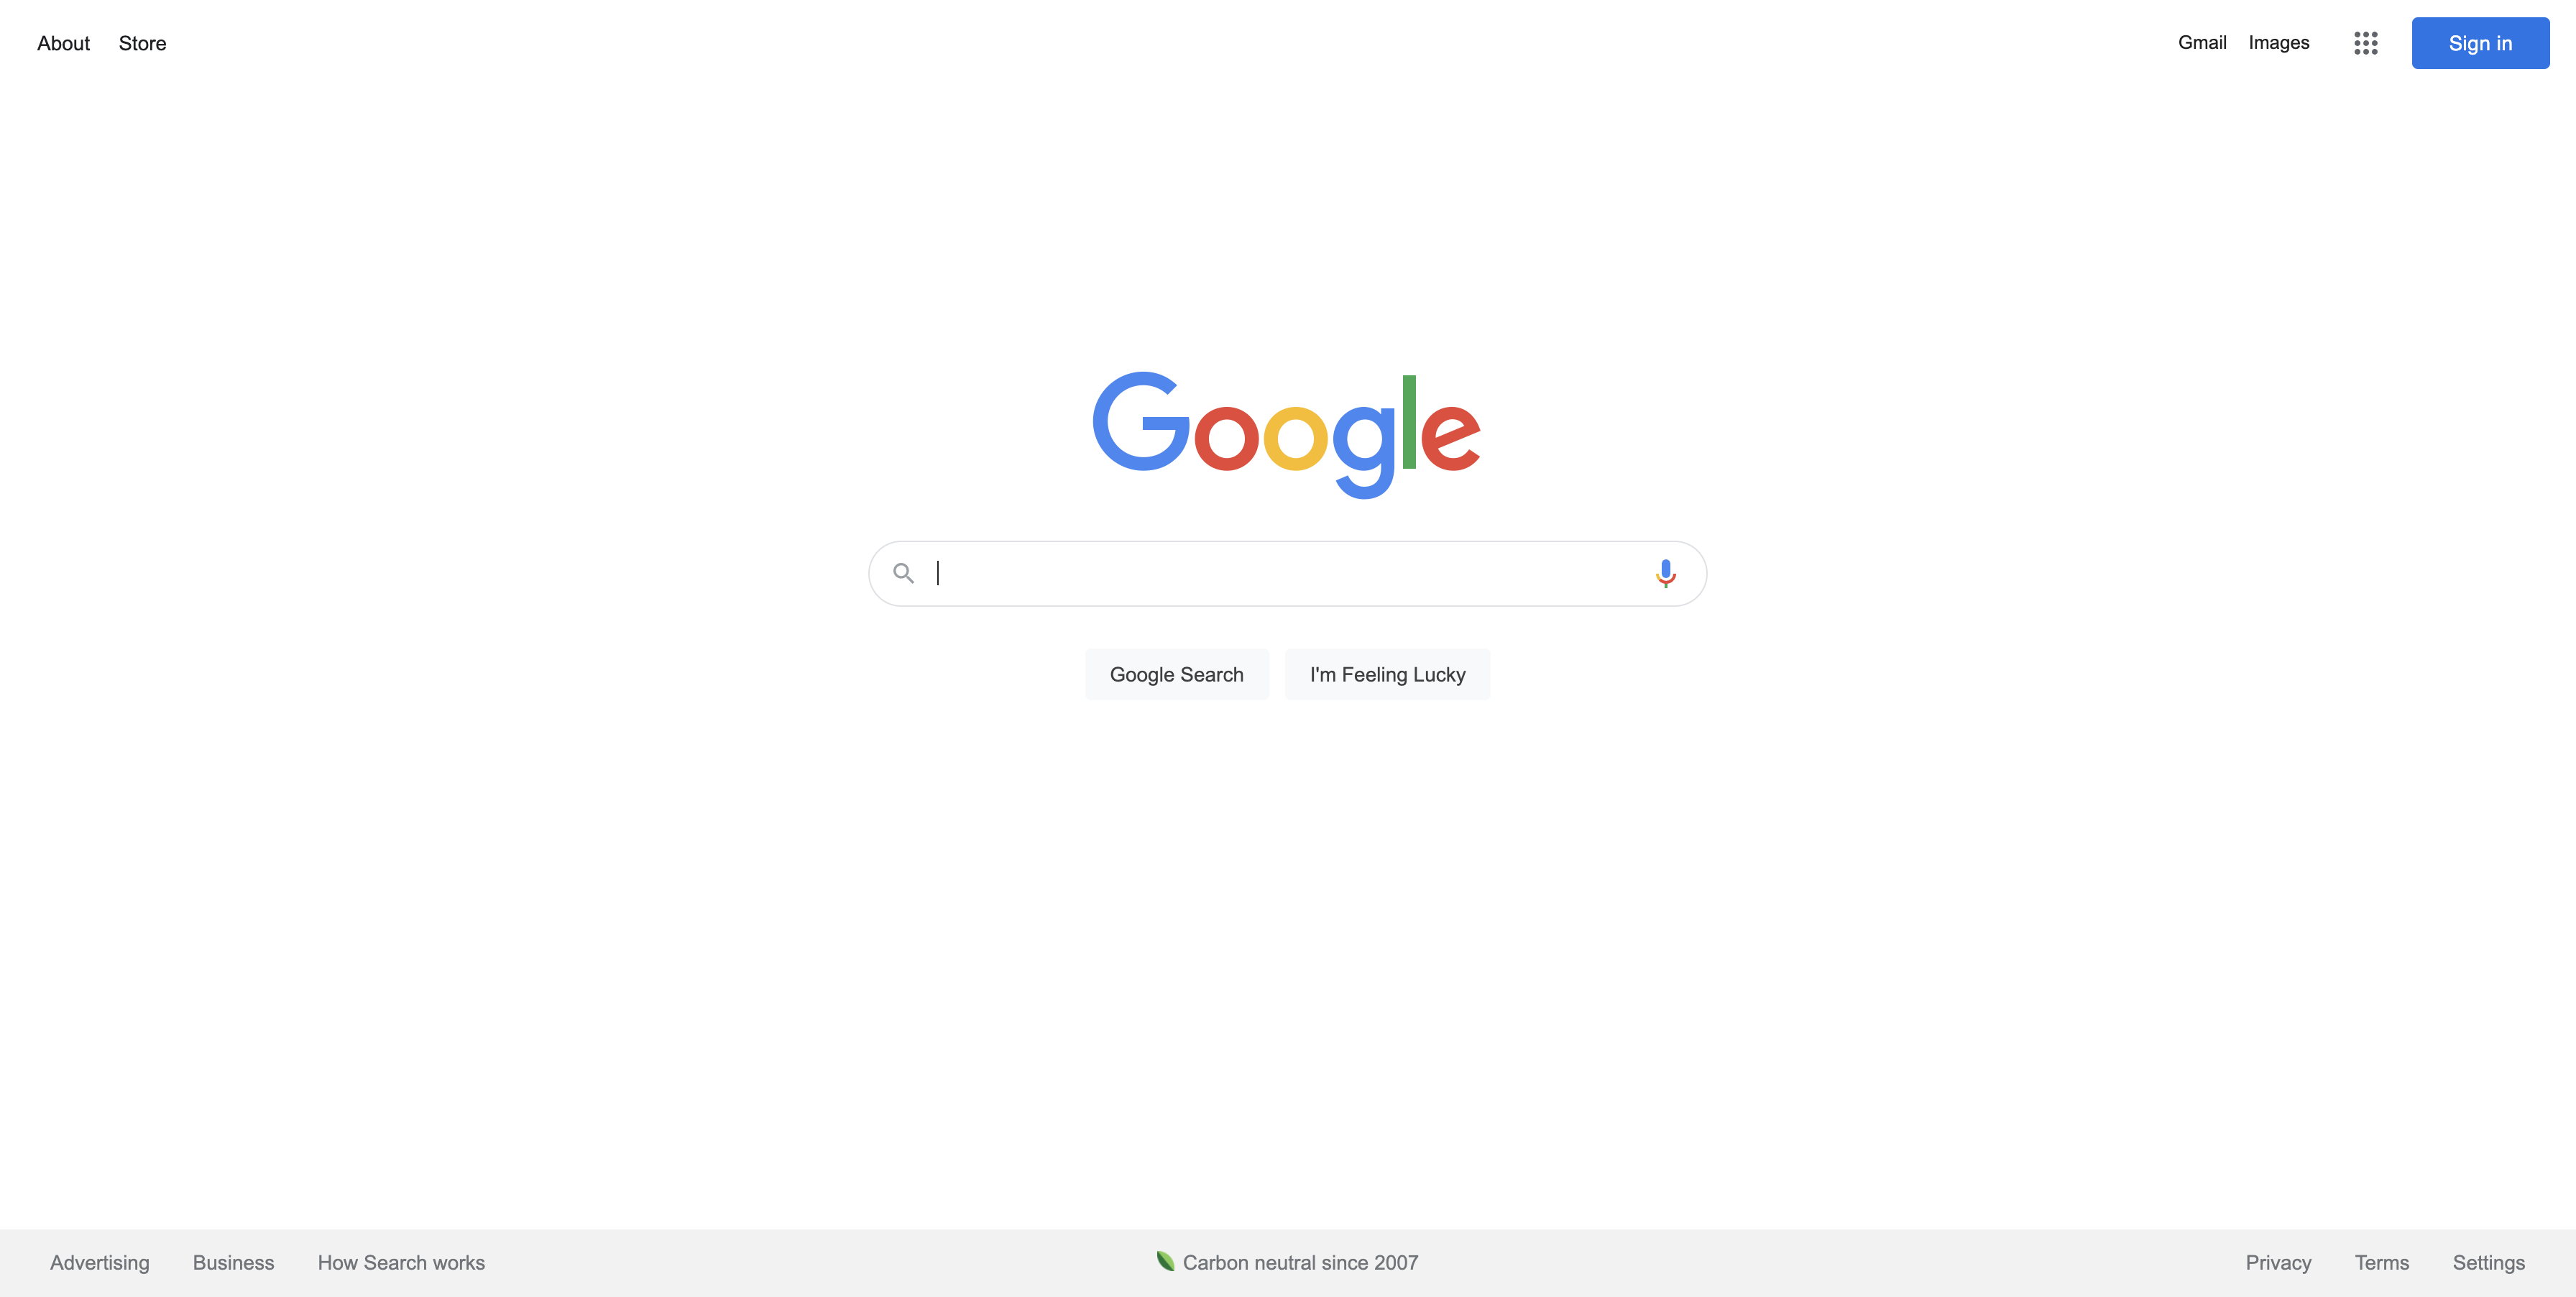 About Store
Gmail Images Sign in
Google
Google Search I'm Feeling Lucky
Advertising Business How Search works
Carbon neutral since 2007
Privacy Terms Settings